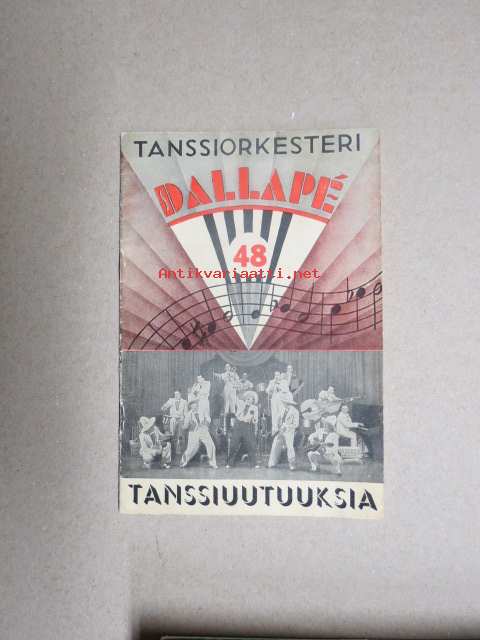 TANSSIORKESTERI
DALLAPÉ
48
Antikvariaatti.net
TANSSIUUTUUKSIA